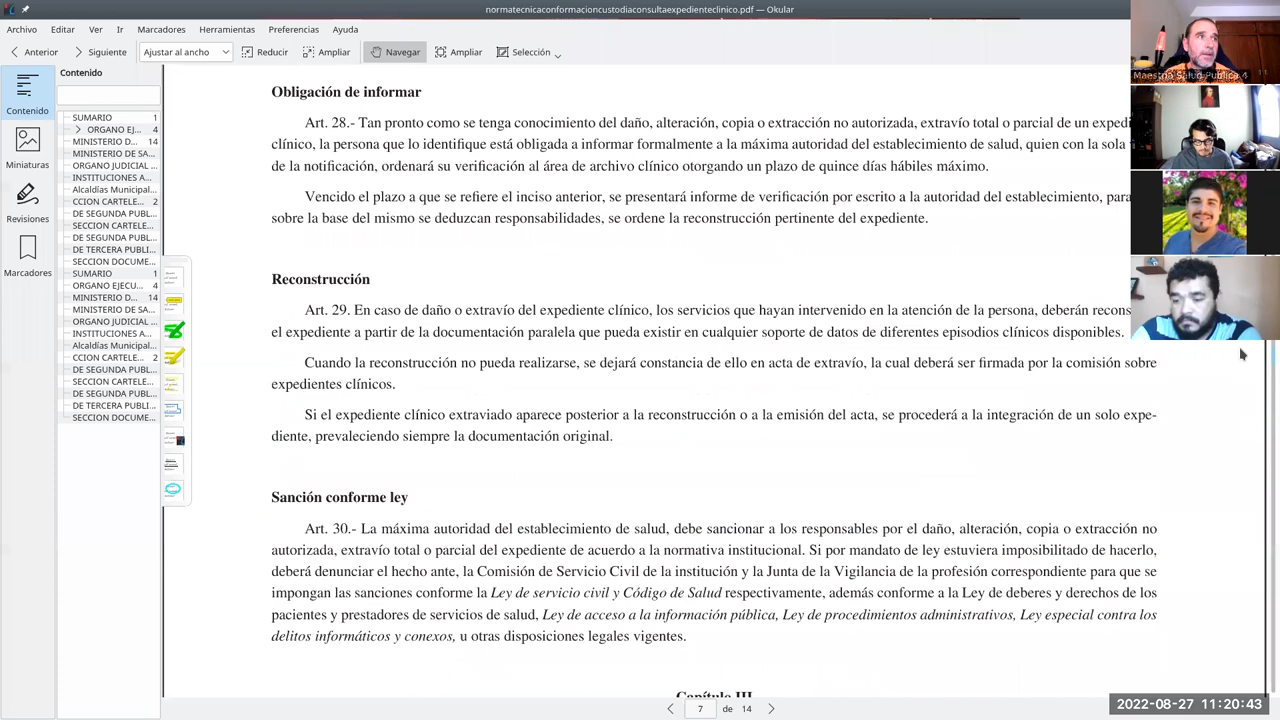 normatecnicaconformacioncustodiaconsultaexpedienteclinico.pdf — Okular
Archivo Editar Ver Ir Marcadores Herramientas Preferencias Ayuda
Anterior Siguiente Ajustar al ancho Reducir Ampliar Navegar Ampliar Selección
Contenido
Miniaturas
Revisiones
Marcadores
Contenido
SUMARIO 1
ORGANO EJ... 4
MINISTERIO D... 14
MINISTERIO DE SA...
ORGANO JUDICIAL ...
INSTITUCIONES A...
Alcaldías Municipal...
CCION CARTELE... 2
DE SEGUNDA PUBL...
SECCION CARTELE...
DE SEGUNDA PUBL...
DE TERCERA PUBLI...
SECCION DOCUME...
SUMARIO 1
ORGANO EJECU... 4
MINISTERIO D... 14
MINISTERIO DE SA...
ORGANO JUDICIAL ...
INSTITUCIONES A...
Alcaldías Municipal...
CCION CARTELE... 2
DE SEGUNDA PUBL...
SECCION CARTELE...
DE SEGUNDA PUBL...
DE TERCERA PUBLI...
SECCION DOCUME...
Obligación de informar
Art. 28.- Tan pronto como se tenga conocimiento del daño, alteración, copia o extracción no autorizada, extravío total o parcial de un expedi
clínico, la persona que lo identifique está obligada a informar formalmente a la máxima autoridad del establecimiento de salud, quien con la sola
de la notificación, ordenará su verificación al área de archivo clínico otorgando un plazo de quince días hábiles máximo.
Vencido el plazo a que se refiere el inciso anterior, se presentará informe de verificación por escrito a la autoridad del establecimiento, para
sobre la base del mismo se deduzcan responsabilidades, se ordene la reconstrucción pertinente del expediente.
Reconstrucción
Art. 29. En caso de daño o extravío del expediente clínico, los servicios que hayan intervenido en la atención de la persona, deberán recons
el expediente a partir de la documentación paralela que pueda existir en cualquier soporte de datos de diferentes episodios clínicos disponibles.
Cuando la reconstrucción no pueda realizarse, se dejará constancia de ello en acta de extravío, la cual deberá ser firmada por la comisión sobre
expedientes clínicos.
Si el expediente clínico extraviado aparece posterior a la reconstrucción o a la emisión del acta, se procederá a la integración de un solo expe-
diente, prevaleciendo siempre la documentación original.
Sanción conforme ley
Art. 30.- La máxima autoridad del establecimiento de salud, debe sancionar a los responsables por el daño, alteración, copia o extracción no
autorizada, extravío total o parcial del expediente de acuerdo a la normativa institucional. Si por mandato de ley estuviera imposibilitado de hacerlo,
deberá denunciar el hecho ante, la Comisión de Servicio Civil de la institución y la Junta de la Vigilancia de la profesión correspondiente para que se
impongan las sanciones conforme la Ley de servicio civil y Código de Salud respectivamente, además conforme a la Ley de deberes y derechos de los
pacientes y prestadores de servicios de salud, Ley de acceso a la información pública, Ley de procedimientos administrativos, Ley especial contra los
delitos informáticos y conexos, u otras disposiciones legales vigentes.
Capítulo III
7 de 14
Maestría Salud Pública 4
2022-08-27 11:20:43